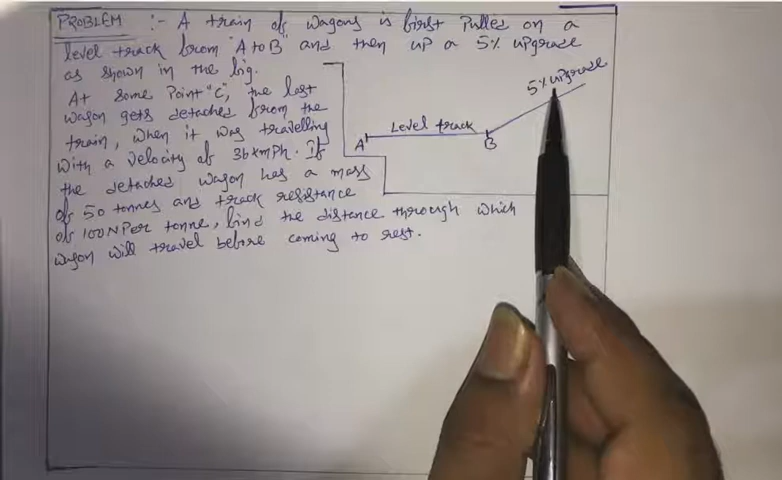 PROBLEM :- A train of wagons is first pulled on a
level track from "A to B" and then up a 5% upgrade
as shown in the fig.
At some point "C", the last
wagon gets detached from the
train, when it was travelling
with a velocity of 36 kmph. If
the detached wagon has a mass
of 50 tonnes and track resistance
of 100N per tonne, find the distance through which
wagon will travel before coming to rest.
5% upgrade
Level track
A
B